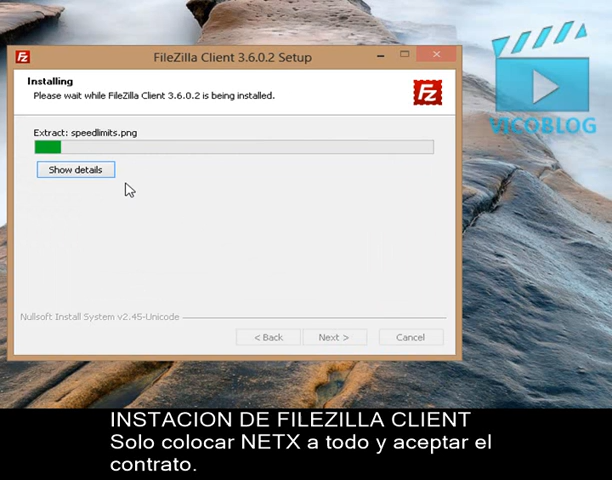 FileZilla Client 3.6.0.2 Setup
Installing
Please wait while FileZilla Client 3.6.0.2 is being installed.
Fz
Extract: speedlimits.png
Show details
Nullsoft Install System v2.45-Unicode
< Back
Next >
Cancel
VICOBLOG
INSTACION DE FILEZILLA CLIENT
Solo colocar NETX a todo y aceptar el
contrato.